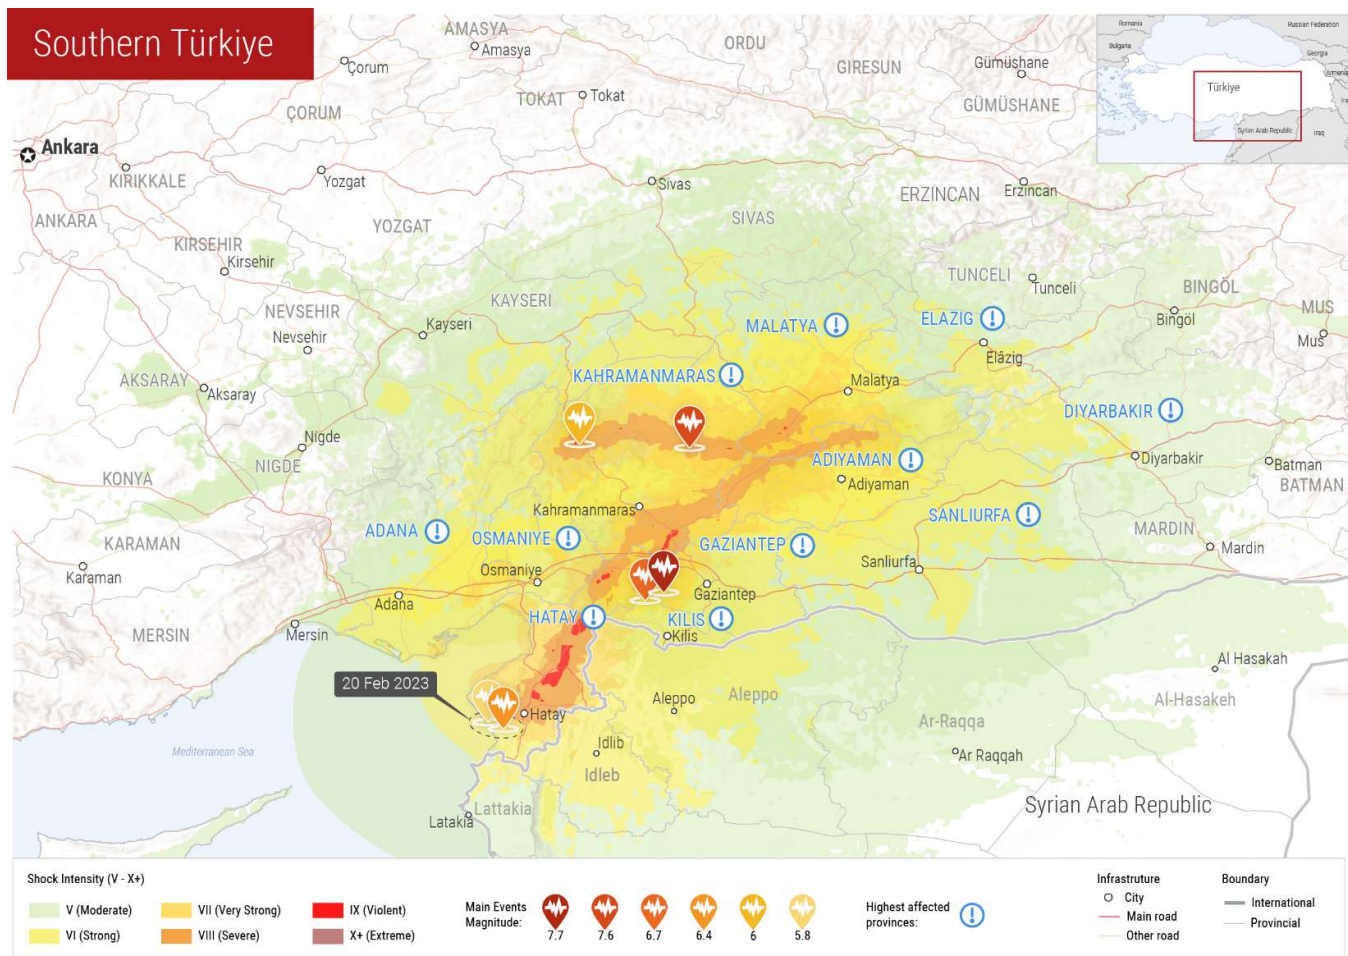 Southern Türkiye
AMASYA
Amasya
ORDU
GIRESUN
Gümüshane
GÜMÜSHANE
Çorum
ÇORUM
TOKAT
Tokat
Romania
Bulgaria
Russian Federation
Georgia
Armenia
Türkiye
Syrian Arab Republic
Iraq
Ankara
KIRIKKALE
Yozgat
Sivas
ERZINCAN
Erzincan
ANKARA
YOZGAT
SIVAS
KIRSEHIR
Kirsehir
TUNCELI
Tunceli
BINGÖL
Bingöl
MUS
Mus
KAYSERI
Kayseri
NEVSEHIR
Nevsehir
MALATYA
ELAZIG
Elâzig
AKSARAY
Aksaray
KAHRAMANMARAS
Malatya
DIYARBAKIR
Diyarbakir
Nigde
NIGDE
KONYA
ADIYAMAN
Adiyaman
Batman
BATMAN
Kahramanmaras
ADANA
OSMANIYE
GAZIANTEP
SANLIURFA
MARDIN
Mardin
KARAMAN
Karaman
Osmaniye
Gaziantep
Sanliurfa
Adana
MERSIN
Mersin
HATAY
KILIS
Kilis
20 Feb 2023
Hatay
Aleppo
Aleppo
Al Hasakah
Al-Hasakeh
Ar-Raqqa
Ar Raqqah
Mediterranean Sea
Idlib
Idleb
Lattakia
Latakia
Syrian Arab Republic
Shock Intensity (V - X+)
V (Moderate)
VI (Strong)
VII (Very Strong)
VIII (Severe)
IX (Violent)
X+ (Extreme)
Main Events
Magnitude:
7.7
7.6
6.7
6.4
6
5.8
Highest affected
provinces:
Infrastruture
City
Main road
Other road
Boundary
International
Provincial